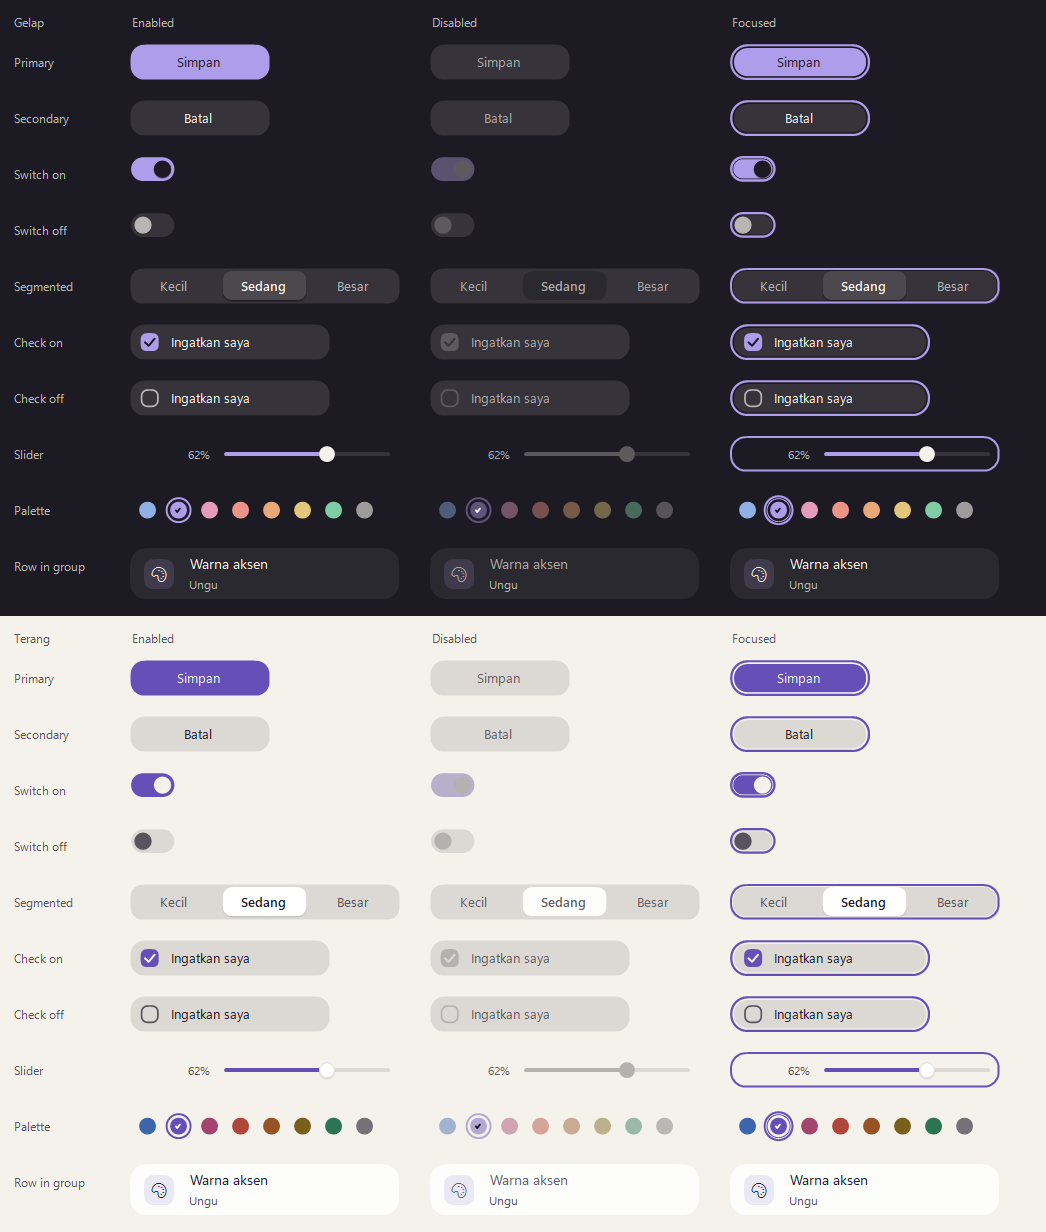 Gelap Enabled Disabled Focused
Primary Simpan Simpan Simpan
Secondary Batal Batal Batal
Switch on
Switch off
Segmented Kecil Sedang Besar Kecil Sedang Besar Kecil Sedang Besar
Check on Ingatkan saya Ingatkan saya Ingatkan saya
Check off Ingatkan saya Ingatkan saya Ingatkan saya
Slider 62% 62% 62%
Palette
Row in group Warna aksen Warna aksen Warna aksen
Ungu Ungu Ungu
Terang Enabled Disabled Focused
Primary Simpan Simpan Simpan
Secondary Batal Batal Batal
Switch on
Switch off
Segmented Kecil Sedang Besar Kecil Sedang Besar Kecil Sedang Besar
Check on Ingatkan saya Ingatkan saya Ingatkan saya
Check off Ingatkan saya Ingatkan saya Ingatkan saya
Slider 62% 62% 62%
Palette
Row in group Warna aksen Warna aksen Warna aksen
Ungu Ungu Ungu